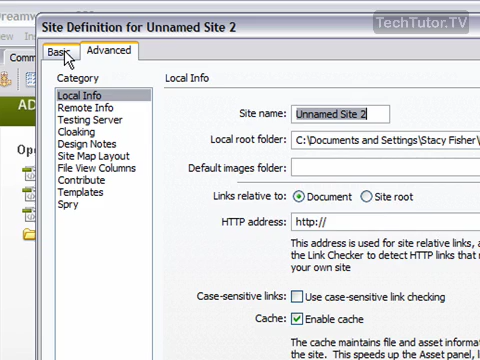 Dreamwe
TechTutor.TV
Site Definition for Unnamed Site 2
Comm
Basic
Advanced
Category
Local Info
Local Info
Remote Info
Testing Server
Cloaking
Design Notes
Site Map Layout
File View Columns
Contribute
Templates
Spry
Site name:
Unnamed Site 2
Local root folder:
C:\Documents and Settings\Stacy Fisher\
Default images folder:
Links relative to:
Document
Site root
HTTP address:
http://
This address is used for site relative links, a
the Link Checker to detect HTTP links that r
your own site
Case-sensitive links:
Use case-sensitive link checking
Cache:
Enable cache
The cache maintains file and asset informat
the site. This speeds up the Asset panel, l
AD
Ope